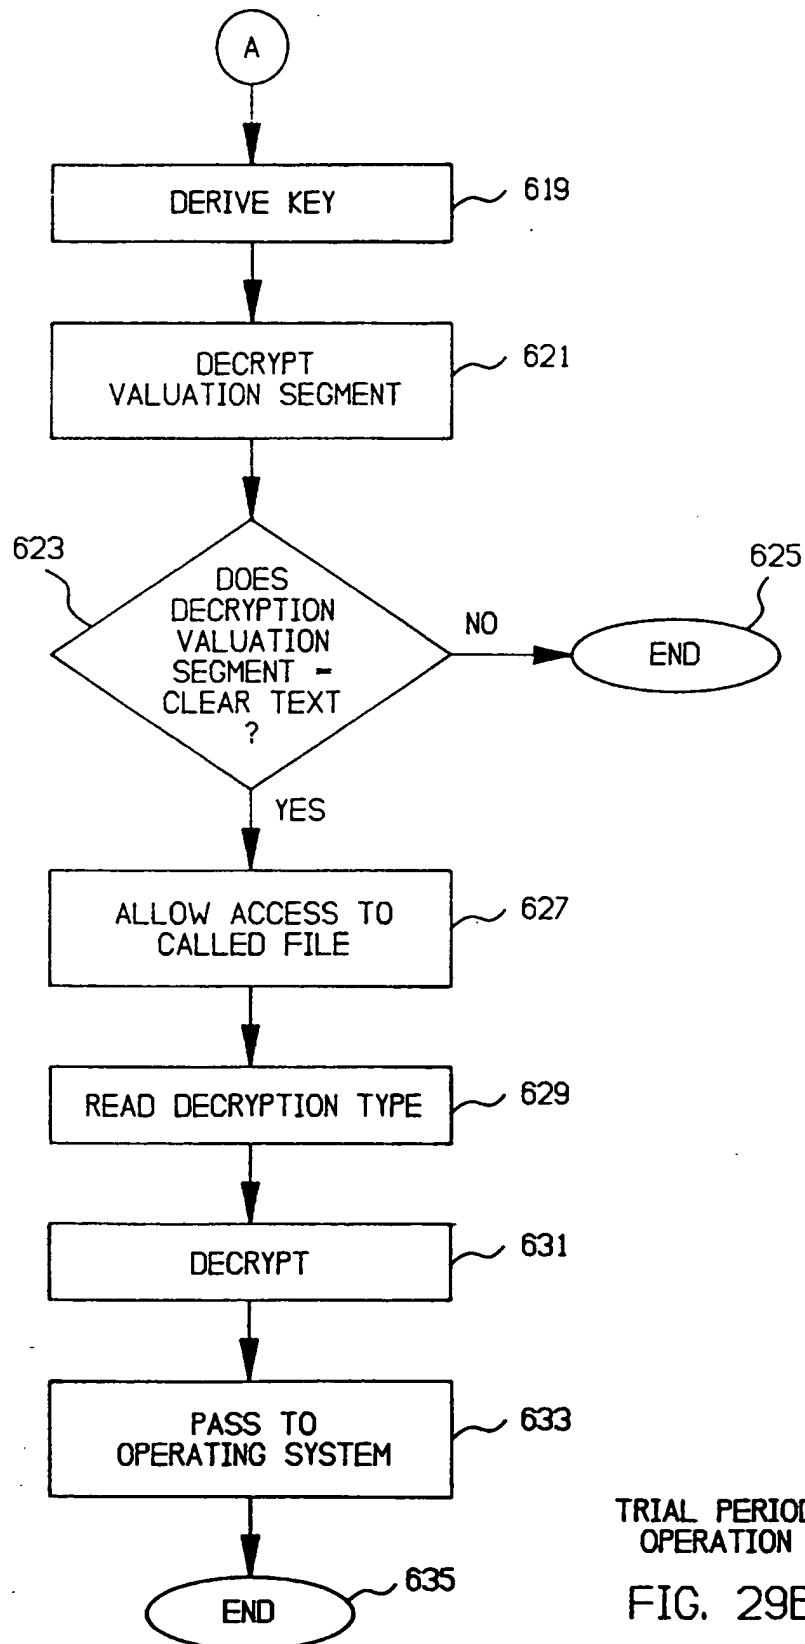 A
DERIVE KEY
619
DECRYPT
VALUATION SEGMENT
621
623
DOES
DECRYPTION
VALUATION
SEGMENT =
CLEAR TEXT
?
NO
625
END
YES
ALLOW ACCESS TO
CALLED FILE
627
READ DECRYPTION TYPE
629
DECRYPT
631
PASS TO
OPERATING SYSTEM
633
END
635
TRIAL PERIOD
OPERATION
FIG. 29B